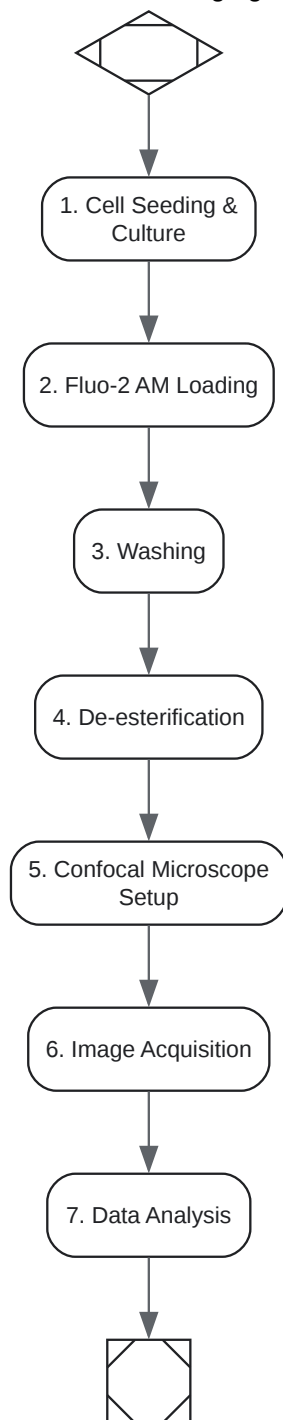 1. Cell Seeding &
Culture
2. Fluo-2 AM Loading
3. Washing
4. De-esterification
5. Confocal Microscope
Setup
6. Image Acquisition
7. Data Analysis